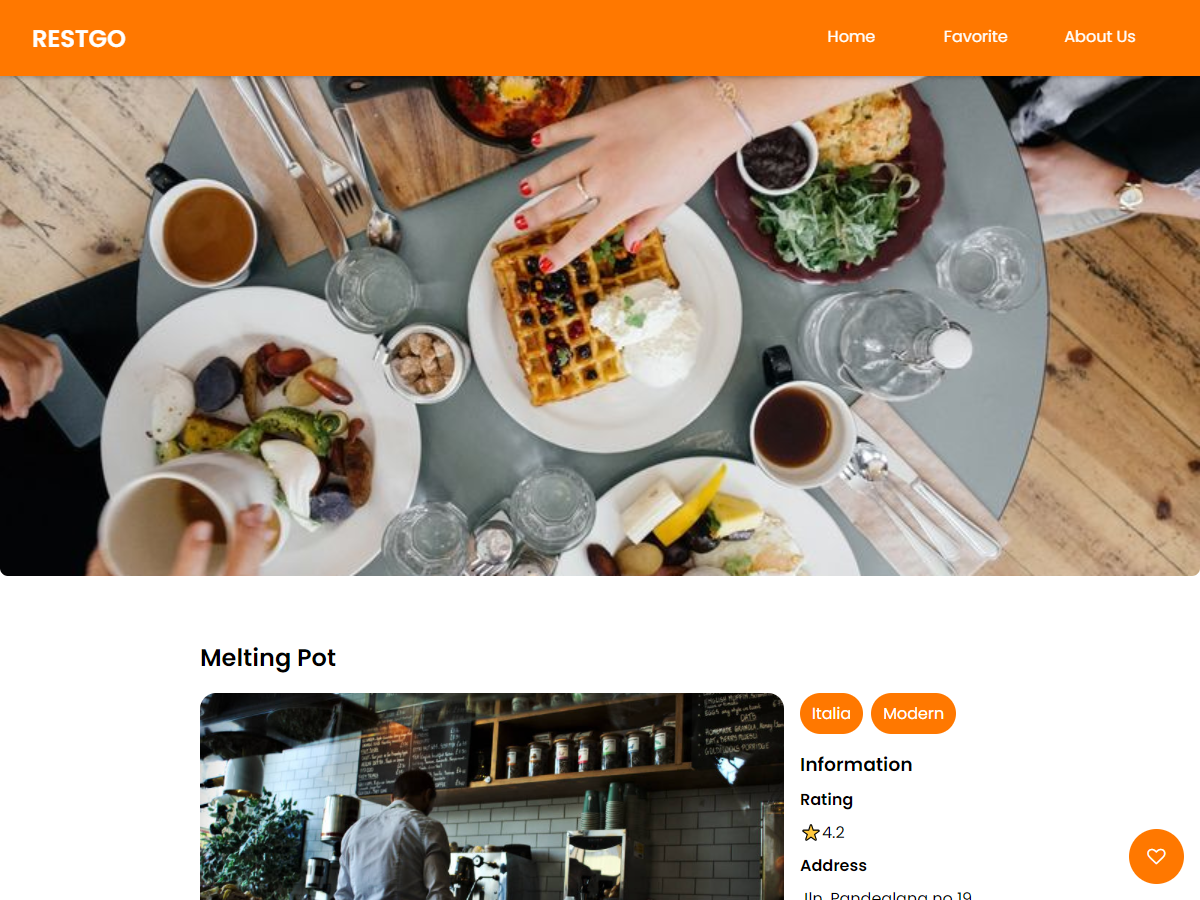 RESTGO
Home
Favorite
About Us
Melting Pot
Italia
Modern
Information
Rating
4.2
Address
Jln. Pandeglang no 19